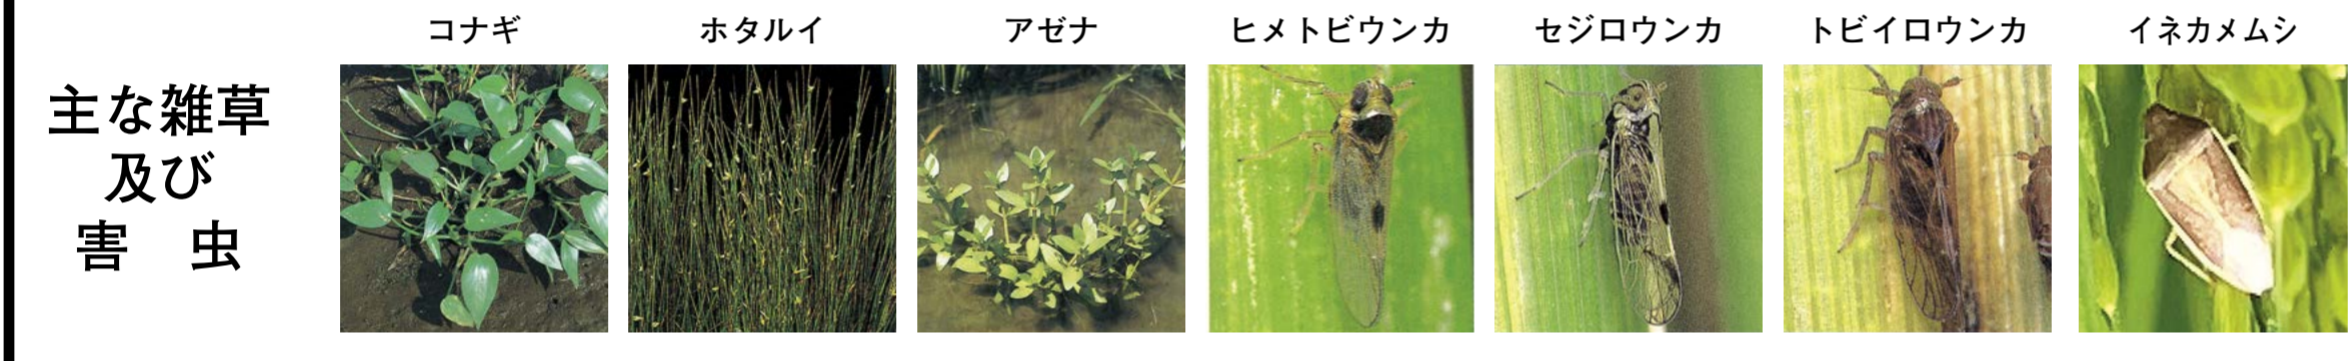 主な雑草
及び
害　虫
コナギ
ホタルイ
アゼナ
ヒメトビウンカ
セジロウンカ
トビイロウンカ
イネカメムシ